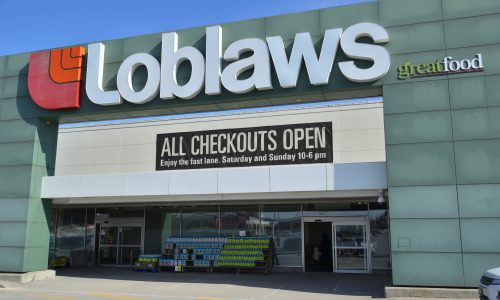 Loblaws
greatfood
ALL CHECKOUTS OPEN
Enjoy the fast lane. Saturday and Sunday 10-6 pm